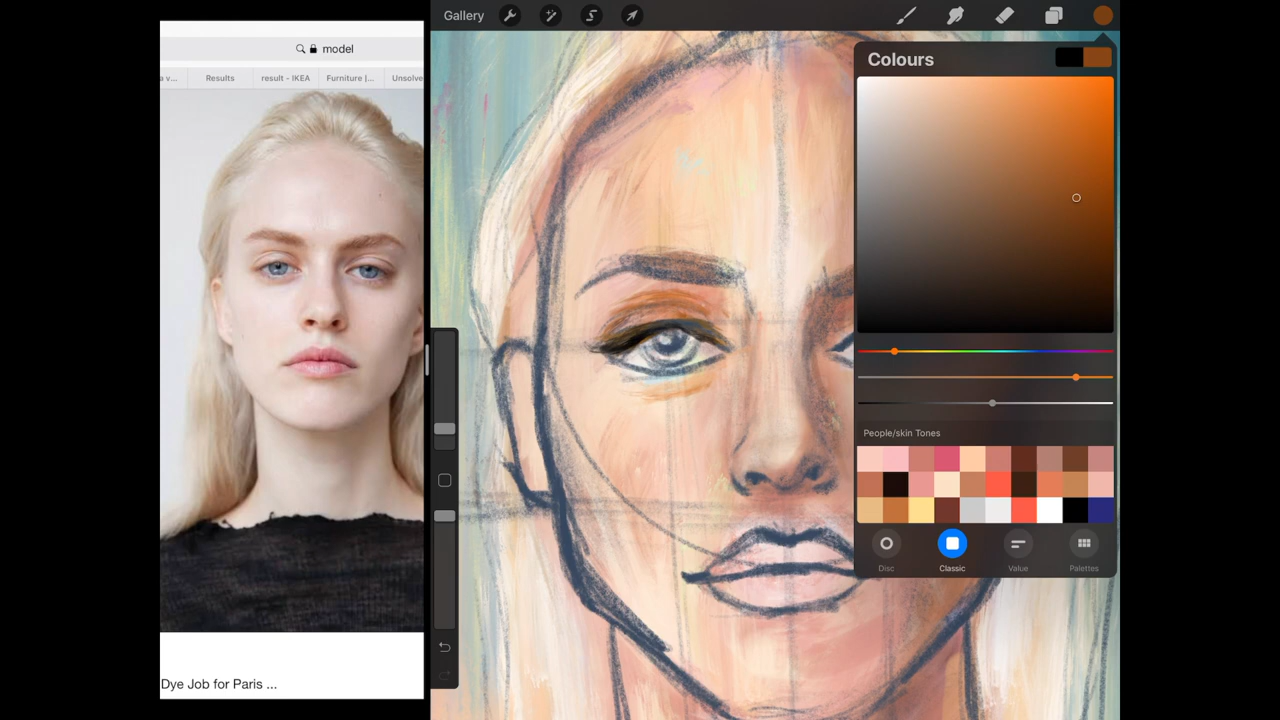 model
a v...
Results
result - IKEA
Furniture |...
Unsolve
Dye Job for Paris ...
Gallery
Colours
People/skin Tones
Disc
Classic
Value
Palettes